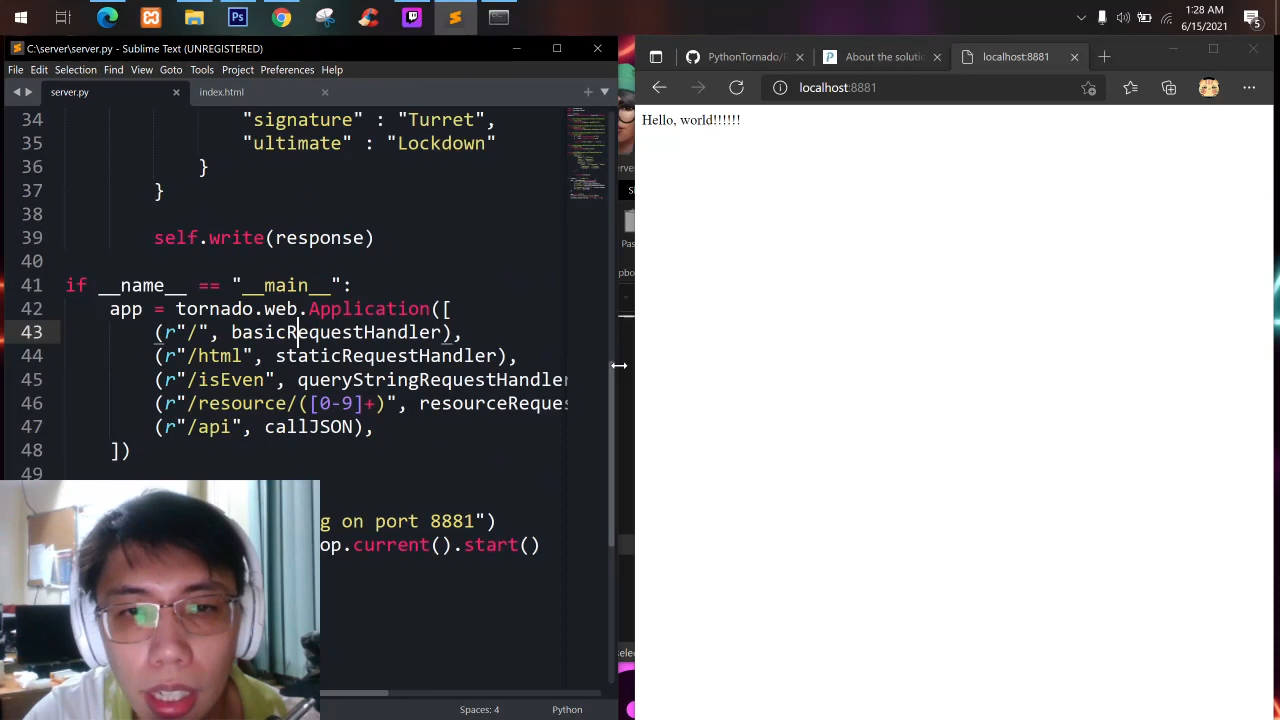 1:28 AM
6/15/2021
5
C:\server\server.py - Sublime Text (UNREGISTERED)
File Edit Selection Find View Goto Tools Project Preferences Help
server.py
index.html
34 "signature" : "Turret",
35 "ultimate" : "Lockdown"
36 }
37 }
38
39 self.write(response)
40
41 if __name__ == "__main__":
42 app = tornado.web.Application([
43 (r"/", basicRequestHandler),
44 (r"/html", staticRequestHandler),
45 (r"/isEven", queryStringRequestHandler
46 (r"/resource/([0-9]+)", resourceReques
47 (r"/api", callJSON),
48 ])
49
g on port 8881")
op.current().start()
Spaces: 4 Python
PythonTornado/
About the soluti
localhost:8881
localhost:8881
Hello, world!!!!!!